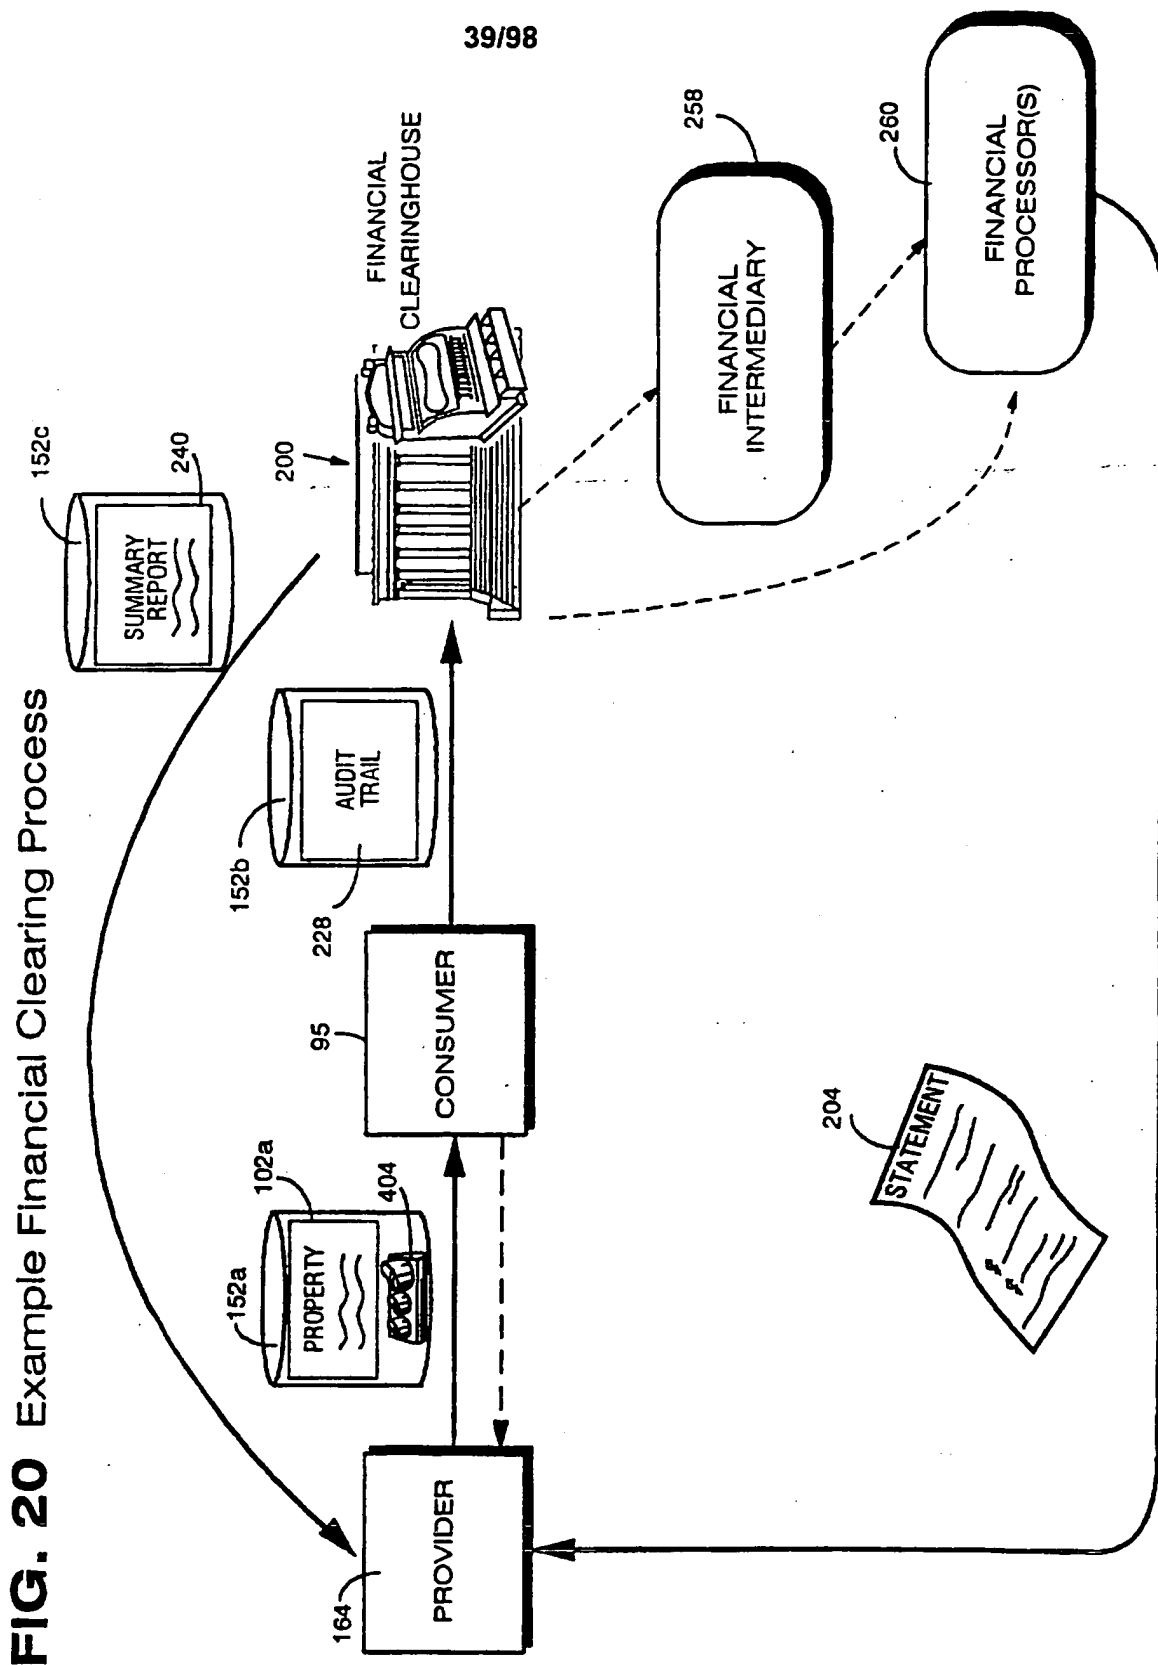 39/98
FIG. 20 Example Financial Clearing Process
152c
SUMMARY
REPORT
240
200
FINANCIAL
CLEARINGHOUSE
152a
PROPERTY
102a
404
152b
AUDIT
TRAIL
228
164
PROVIDER
95
CONSUMER
258
FINANCIAL
INTERMEDIARY
260
FINANCIAL
PROCESSOR(S)
204
STATEMENT
$
$